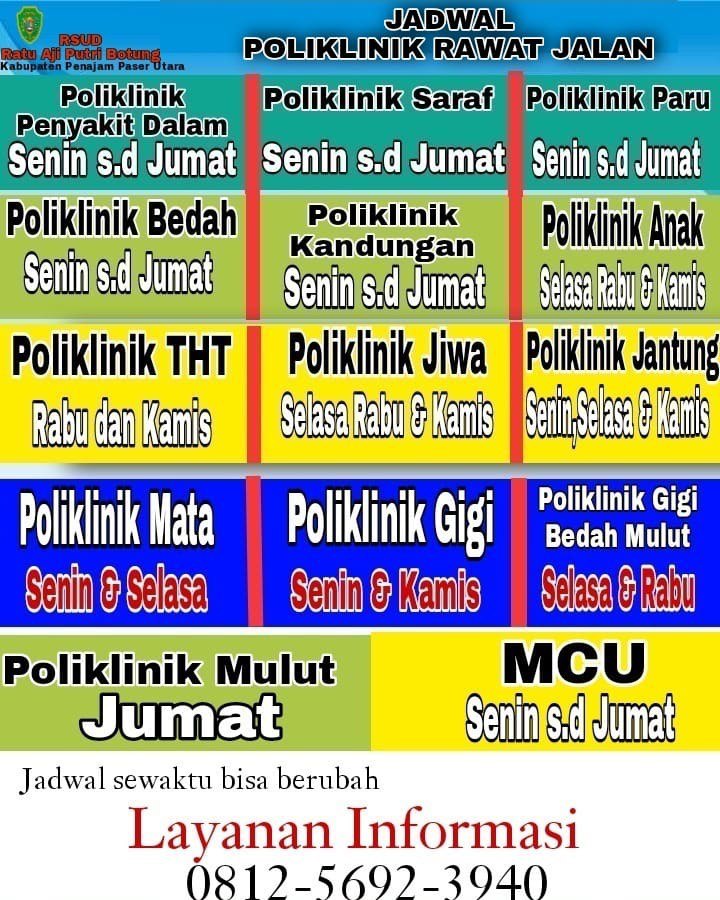 RSUD
Ratu Aji Putri Botung
Kabupaten Penajam Paser Utara
JADWAL
POLIKLINIK RAWAT JALAN
Poliklinik
Penyakit Dalam
Senin s.d Jumat
Poliklinik Saraf
Senin s.d Jumat
Poliklinik Paru
Senin s.d Jumat
Poliklinik Bedah
Senin s.d Jumat
Poliklinik
Kandungan
Senin s.d Jumat
Poliklinik Anak
Selasa Rabu & Kamis
Poliklinik THT
Rabu dan Kamis
Poliklinik Jiwa
Selasa Rabu & Kamis
Poliklinik Jantung
Senin,Selasa & Kamis
Poliklinik Mata
Senin & Selasa
Poliklinik Gigi
Senin & Kamis
Poliklinik Gigi
Bedah Mulut
Selasa & Rabu
Poliklinik Mulut
Jumat
MCU
Senin s.d Jumat
Jadwal sewaktu bisa berubah
Layanan Informasi
0812-5692-3940